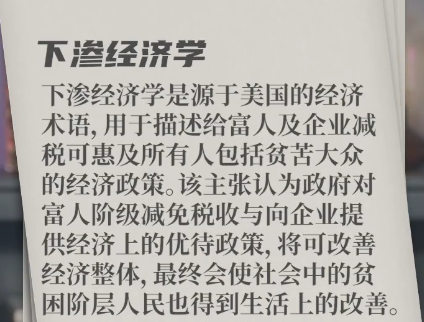 下渗经济学
下渗经济学是源于美国的经济
术语,用于描述给富人及企业减
税可惠及所有人包括贫苦大众
的经济政策。该主张认为政府对
富人阶级减免税收与向企业提
供经济上的优待政策,将可改善
经济整体,最终会使社会中的贫
困阶层人民也得到生活上的改善。